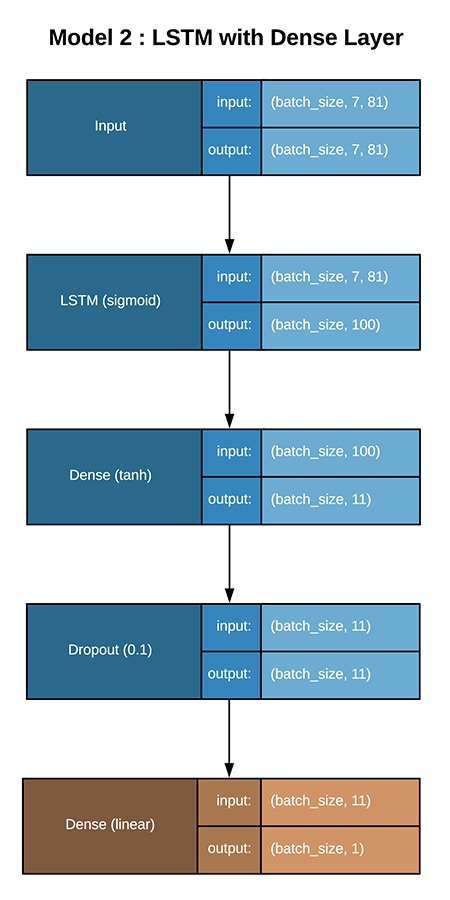 Model 2 : LSTM with Dense Layer
Input
input:
(batch_size, 7, 81)
output:
(batch_size, 7, 81)
LSTM (sigmoid)
input:
(batch_size, 7, 81)
output:
(batch_size, 100)
Dense (tanh)
input:
(batch_size, 100)
output:
(batch_size, 11)
Dropout (0.1)
input:
(batch_size, 11)
output:
(batch_size, 11)
Dense (linear)
input:
(batch_size, 11)
output:
(batch_size, 1)